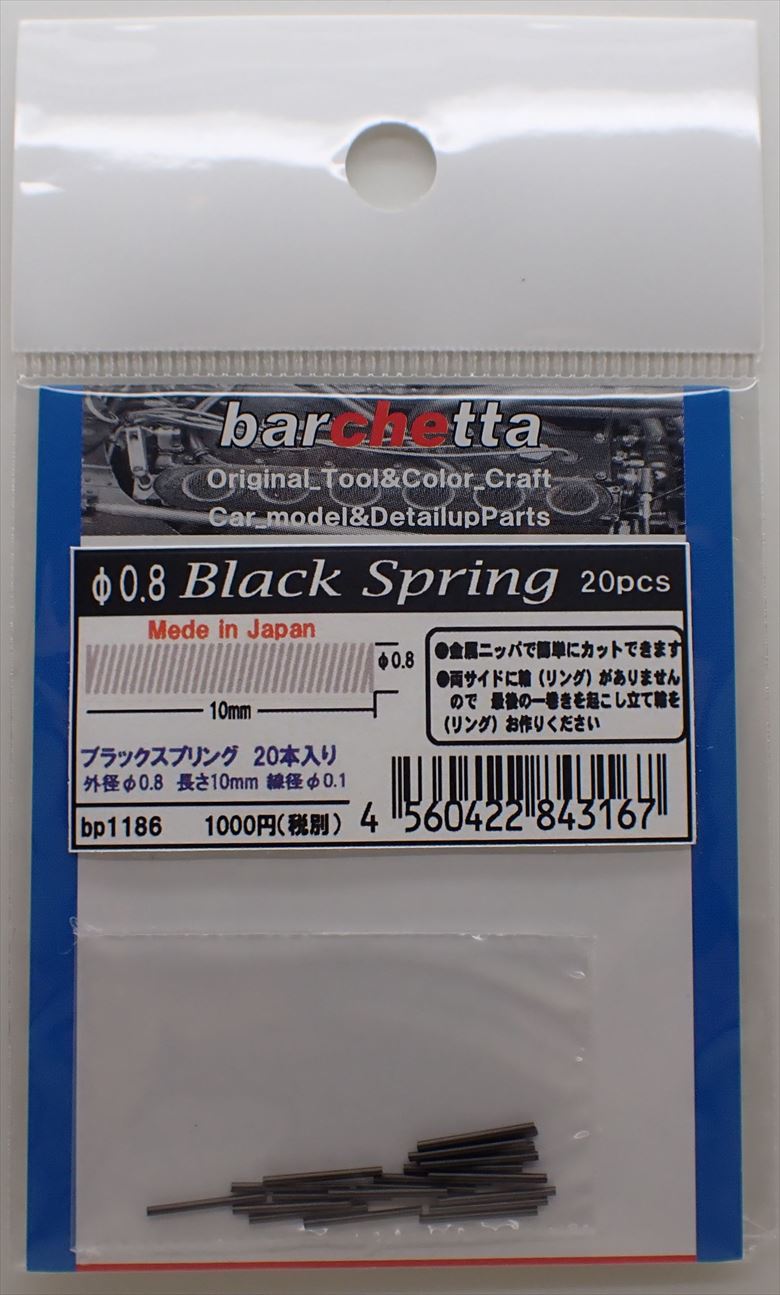 barchetta
Original_Tool&Color_Craft
Car_model&DetailupParts
φ0.8 Black Spring 20pcs
Mede in Japan
φ0.8
10mm
●金属ニッパで簡単にカットできます
●両サイドに輪（リング）がありません
ので　最後の一巻きを起こし立て輪を
（リング）お作りください
ブラックスプリング 20本入り
外径φ0.8 長さ10mm 線径φ0.1
bp1186 1000円(税別)
4 560422 843167